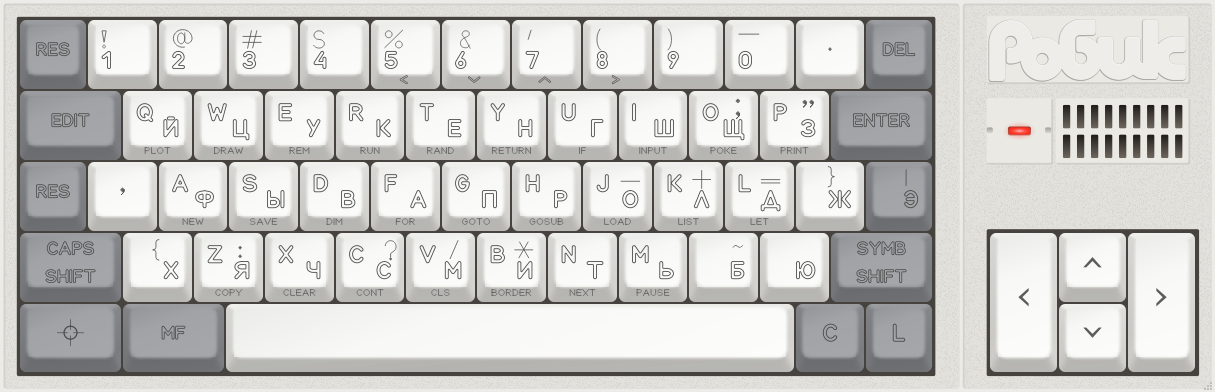 RES ! 1 @ 2 # 3 S 4 % 5 < & 6 ﹀ ' 7 ︿ ( 8 > ) 9 — 0 . DEL
EDIT Q Й PLOT W Ц DRAW E У REM R К RUN T Е RAND Y Н RETURN U Г IF I Ш INPUT O ; Щ POKE P ” З PRINT ENTER
RES , A Ф NEW S Ы SAVE D В DIM F А FOR G П GOTO H Р GOSUB J — О LOAD K + Л LIST L = Д LET } Ж | Э
CAPS SHIFT { Х Z : Я COPY X Ч CLEAR C ? С CONT V / М CLS B * И BORDER N Т NEXT M Ь PAUSE ~ Б Ю SYMB SHIFT
MF C L
РоБик
< ︿ ﹀ >